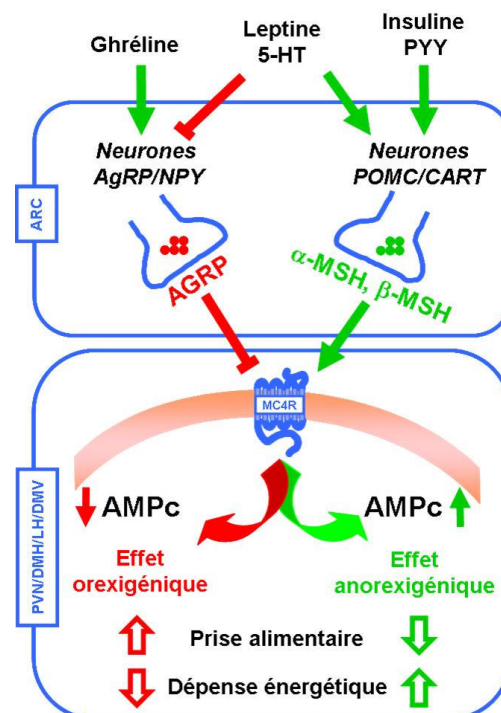 Ghréline
Leptine
5-HT
Insuline
PYY
ARC
Neurones
AgRP/NPY
Neurones
POMC/CART
AGRP
α-MSH, β-MSH
MC4R
PVN/DMH/LH/DMV
AMPc
AMPc
Effet
orexigénique
Effet
anorexigénique
Prise alimentaire
Dépense énergétique